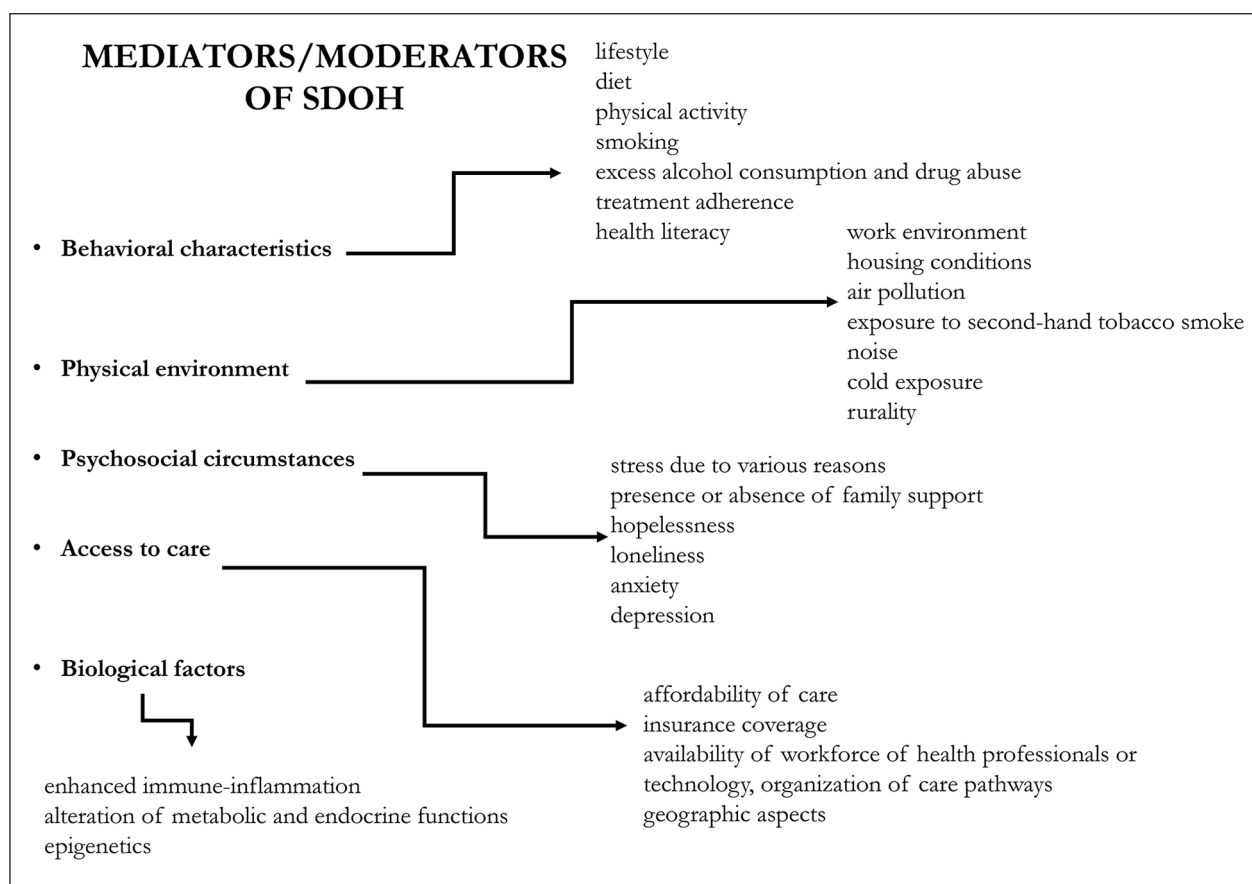 MEDIATORS/MODERATORS
OF SDOH
• Behavioral characteristics
lifestyle
diet
physical activity
smoking
excess alcohol consumption and drug abuse
treatment adherence
health literacy
• Physical environment
work environment
housing conditions
air pollution
exposure to second-hand tobacco smoke
noise
cold exposure
rurality
• Psychosocial circumstances
stress due to various reasons
presence or absence of family support
hopelessness
loneliness
anxiety
depression
• Access to care
affordability of care
insurance coverage
availability of workforce of health professionals or
technology, organization of care pathways
geographic aspects
• Biological factors
enhanced immune-inflammation
alteration of metabolic and endocrine functions
epigenetics